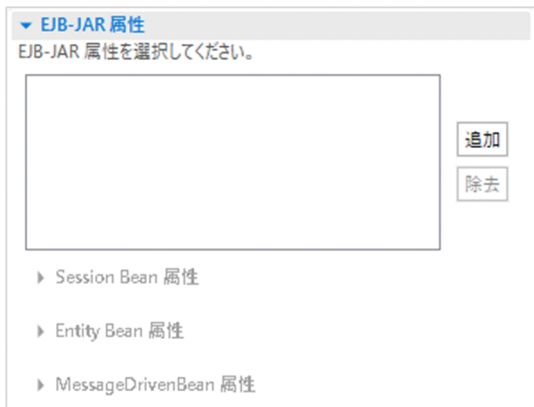 EJB-JAR 属性
EJB-JAR 属性を選択してください。
追加
除去
Session Bean 属性
Entity Bean 属性
MessageDrivenBean 属性